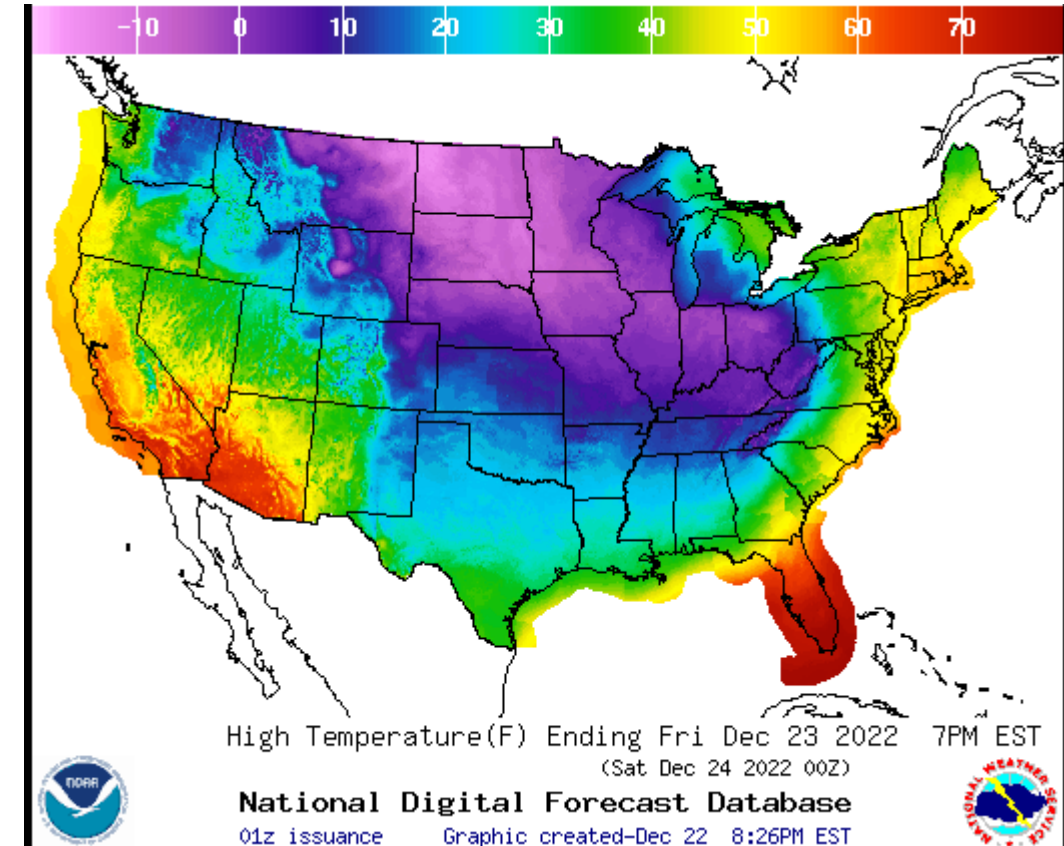 -10 0 10 20 30 40 50 60 70
High Temperature(F) Ending Fri Dec 23 2022 7PM EST
(Sat Dec 24 2022 00Z)
National Digital Forecast Database
01z issuance Graphic created-Dec 22 8:26PM EST
NOAA
NATIONAL WEATHER SERVICE